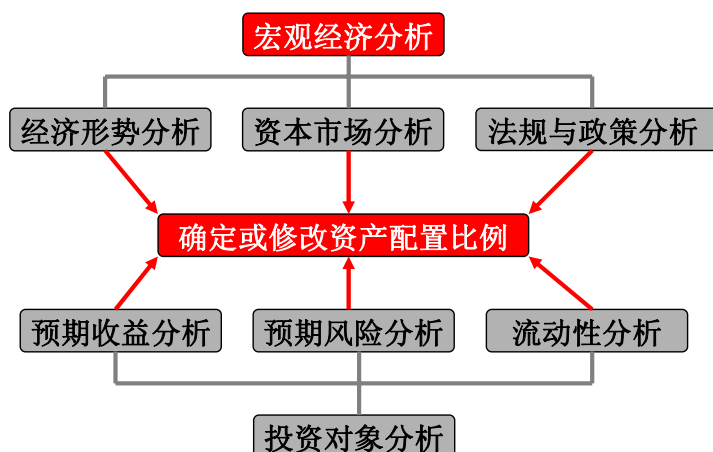 宏观经济分析
经济形势分析
资本市场分析
法规与政策分析
确定或修改资产配置比例
预期收益分析
预期风险分析
流动性分析
投资对象分析